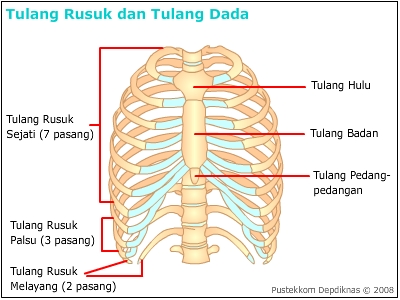 Tulang Rusuk dan Tulang Dada
Tulang Hulu
Tulang Rusuk
Sejati (7 pasang)
Tulang Badan
Tulang Pedang-
pedangan
Tulang Rusuk
Palsu (3 pasang)
Tulang Rusuk
Melayang (2 pasang)
Pustekkom Depdiknas © 2008